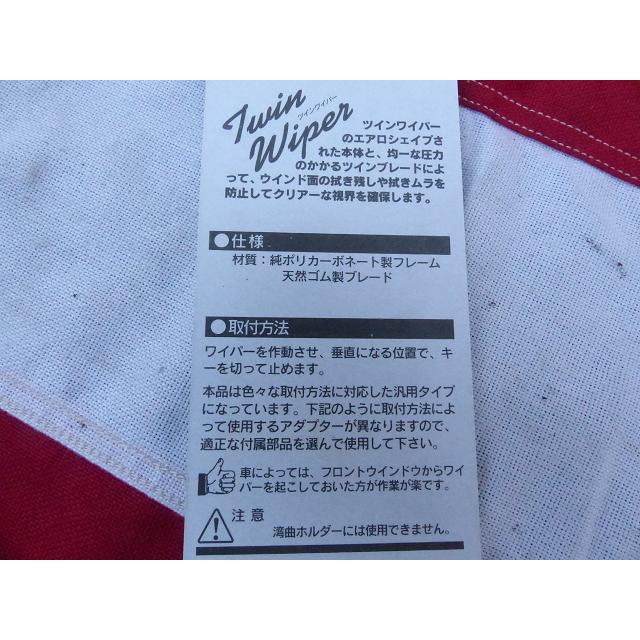 Twin
Wiper
ツインワイパー
ツインワイパー
のエアロシェイプさ
れた本体と、均一な圧力
のかかるツインブレードによ
って、ウインド面の拭き残しや拭きムラを
防止してクリアーな視界を確保します。
●仕様
材質：純ポリカーボネート製フレーム
天然ゴム製ブレード
●取付方法
ワイパーを作動させ、垂直になる位置で、キ
ーを切って止めます。
本品は色々な取付方法に対応した汎用タイプ
になっています。下記のように取付方法によ
って使用するアダプターが異なりますので、
適正な付属部品を選んで使用して下さい。
車によっては、フロントウインドウからワイ
パーを起こしておいた方が作業が楽です。
注意
湾曲ホルダーには使用できません。